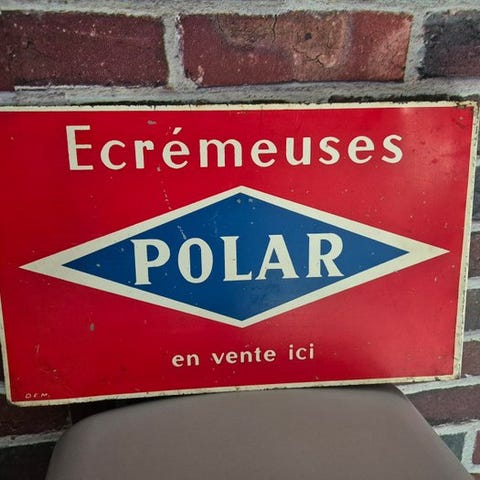 Ecrémeuses
POLAR
en vente ici
D.E.M.